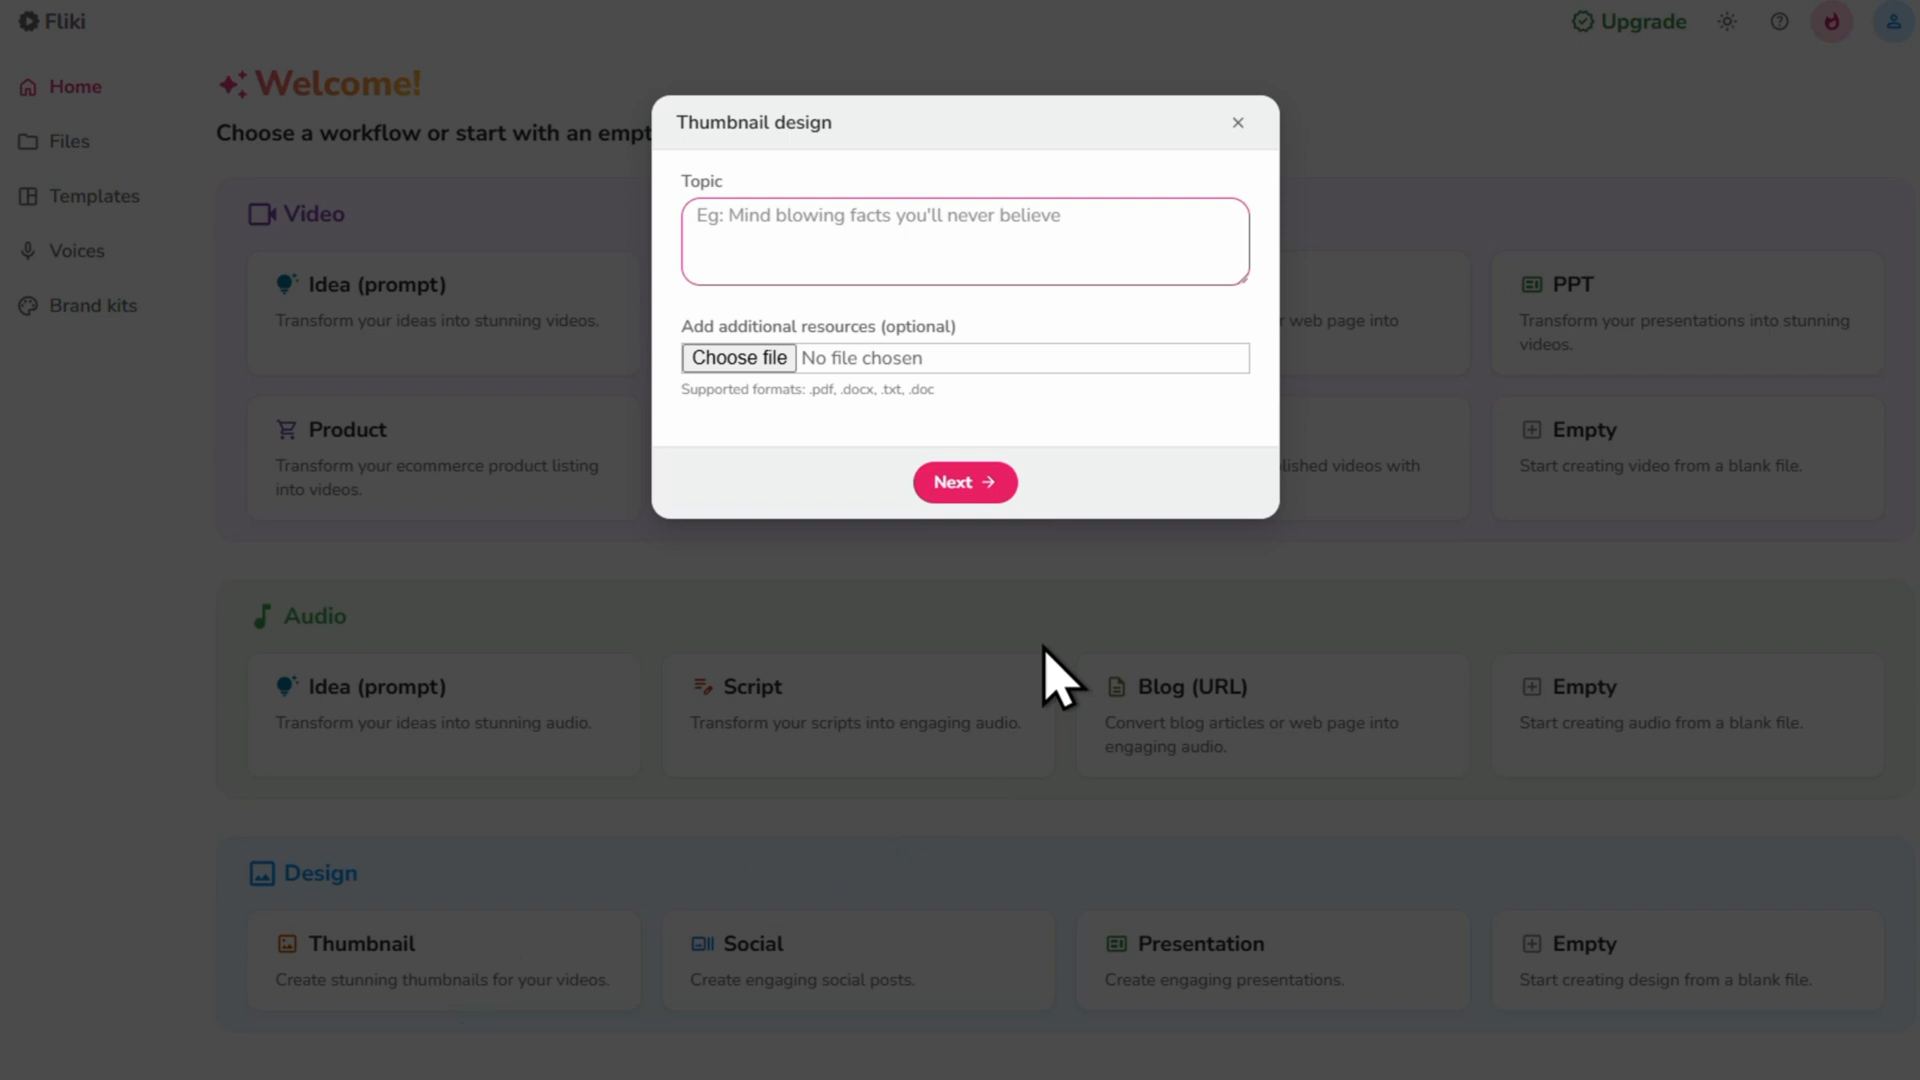 Fliki
Upgrade
Home
Files
Templates
Voices
Brand kits
Welcome!
Choose a workflow or start with an empt
Video
Idea (prompt)
Transform your ideas into stunning videos.
r web page into
PPT
Transform your presentations into stunning
videos.
Product
Transform your ecommerce product listing
into videos.
lished videos with
Empty
Start creating video from a blank file.
Thumbnail design
Topic
Eg: Mind blowing facts you'll never believe
Add additional resources (optional)
Choose file No file chosen
Supported formats: .pdf, .docx, .txt, .doc
Next
Audio
Idea (prompt)
Transform your ideas into stunning audio.
Script
Transform your scripts into engaging audio.
Blog (URL)
Convert blog articles or web page into
engaging audio.
Empty
Start creating audio from a blank file.
Design
Thumbnail
Create stunning thumbnails for your videos.
Social
Create engaging social posts.
Presentation
Create engaging presentations.
Empty
Start creating design from a blank file.